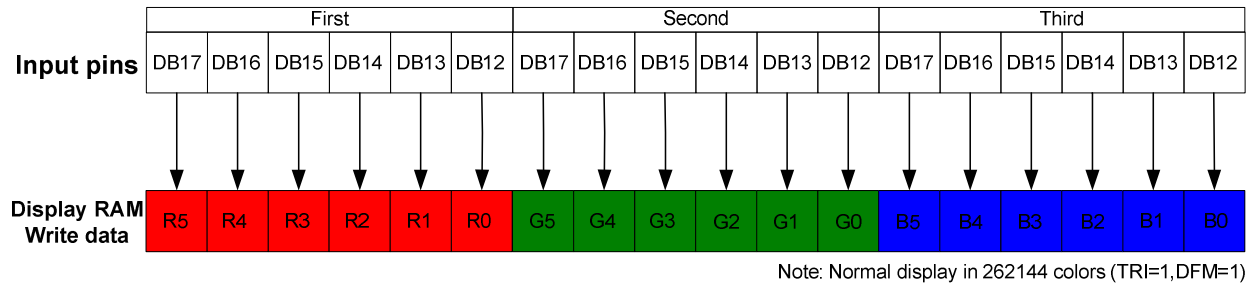 First Second Third
Input pins DB17 DB16 DB15 DB14 DB13 DB12 DB17 DB16 DB15 DB14 DB13 DB12 DB17 DB16 DB15 DB14 DB13 DB12
Display RAM
Write data
R5 R4 R3 R2 R1 R0 G5 G4 G3 G2 G1 G0 B5 B4 B3 B2 B1 B0
Note: Normal display in 262144 colors (TRI=1,DFM=1)